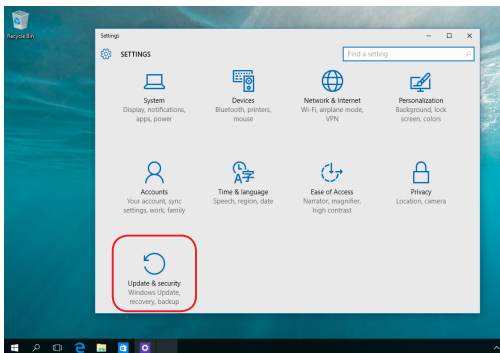 Recycle Bin
Settings
SETTINGS
Find a setting
System
Display, notifications,
apps, power
Devices
Bluetooth, printers,
mouse
Network & Internet
Wi-Fi, airplane mode,
VPN
Personalization
Background, lock
screen, colors
Accounts
Your account, sync
settings, work, family
Time & language
Speech, region, date
Ease of Access
Narrator, magnifier,
high contrast
Privacy
Location, camera
Update & security
Windows Update,
recovery, backup